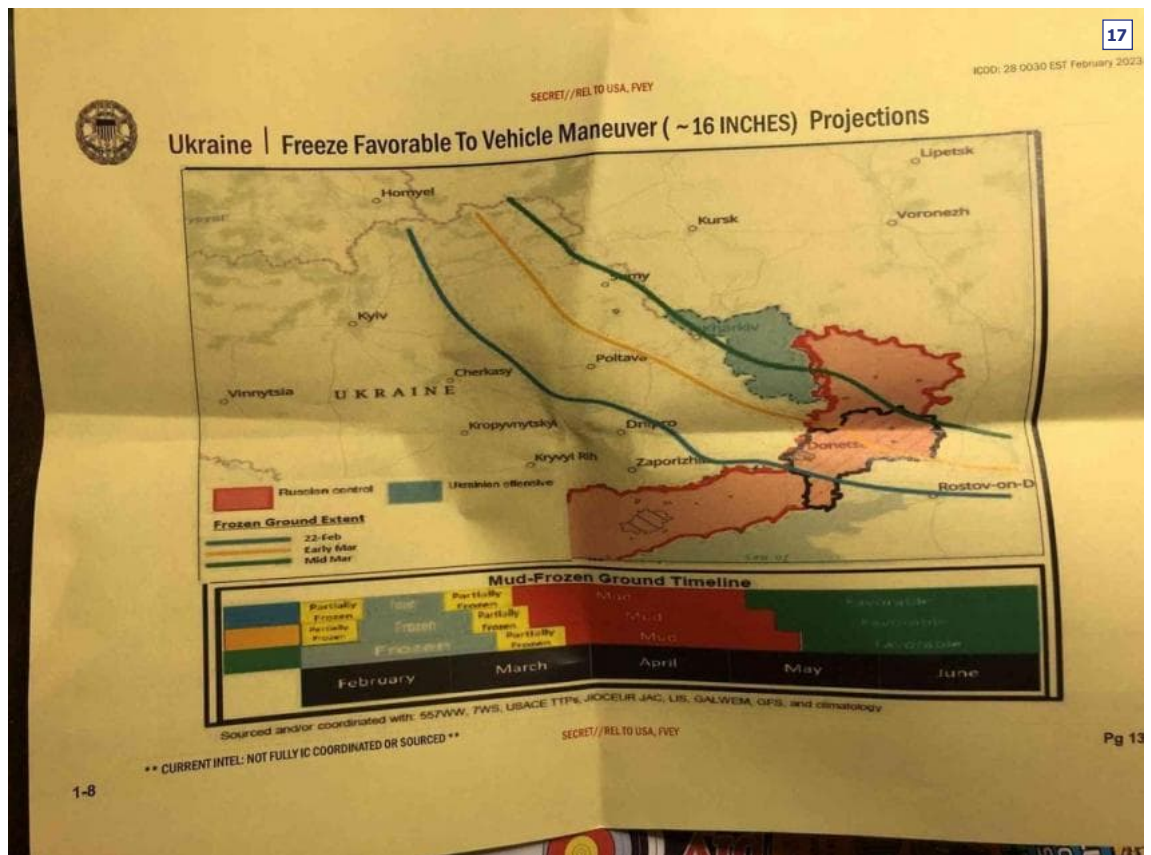 17
ICOD: 28 0030 EST February 2023
SECRET//REL TO USA, FVEY
Ukraine | Freeze Favorable To Vehicle Maneuver ( ~16 INCHES) Projections
Lipetsk
Homyel
Voronezh
Kursk
Sumy
Kyiv
Kharkiv
Poltava
Cherkasy
Vinnytsia
UKRAINE
Kropyvnytskyi
Dnipro
Donets
Kryvyi Rih
Zaporizh
Rostov-on-D
Russian control
Ukrainian offensive
Frozen Ground Extent
22-Feb
Early Mar
Mid Mar
Sea of
Mud-Frozen Ground Timeline
Partially Frozen
Partially Frozen
Mud
Favorable
Partially Frozen
Frozen
Partially Frozen
Mud
Favorable
Frozen
Partially Frozen
Mud
Favorable
February
March
April
May
June
Sourced and/or coordinated with: 557WW, 7WS, USACE TTPs, JIOCEUR JAC, LIS, GALWEM, GFS, and climatology
SECRET//REL TO USA, FVEY
Pg 13
** CURRENT INTEL: NOT FULLY IC COORDINATED OR SOURCED **
1-8